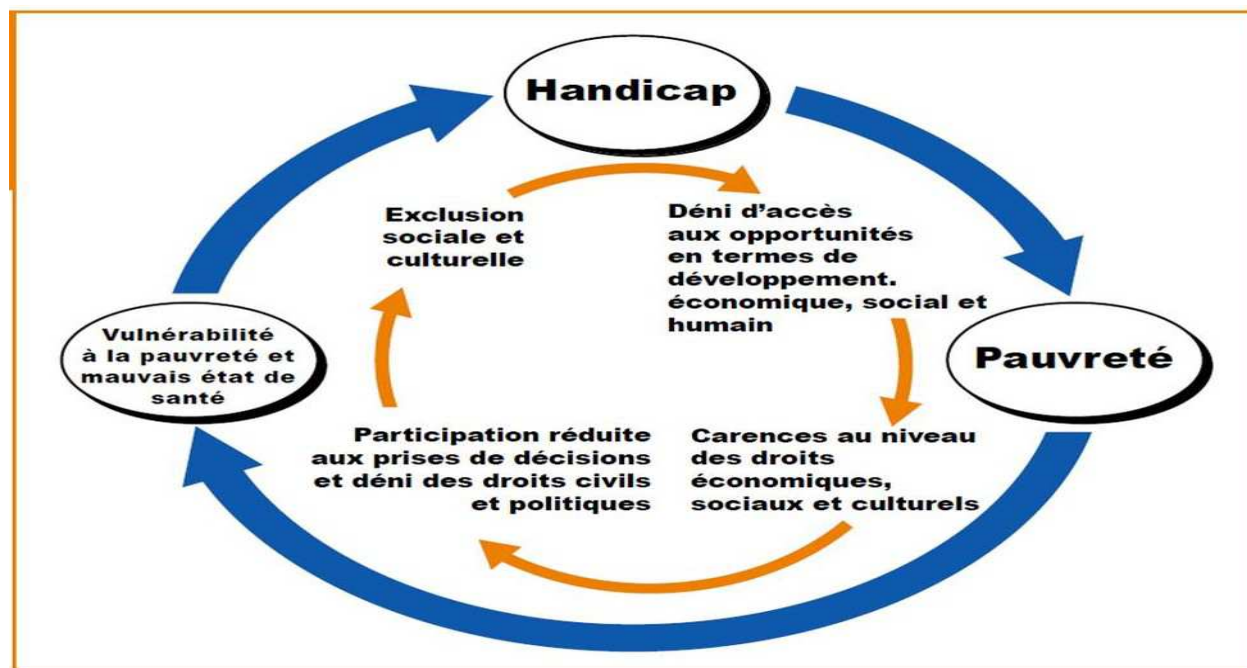 Handicap
Exclusion
sociale et
culturelle
Déni d’accès
aux opportunités
en termes de
développement.
économique, social et
humain
Vulnérabilité
à la pauvreté et
mauvais état de
santé
Pauvreté
Participation réduite
aux prises de décisions
et déni des droits civils
et politiques
Carences au niveau
des droits
économiques,
sociaux et culturels